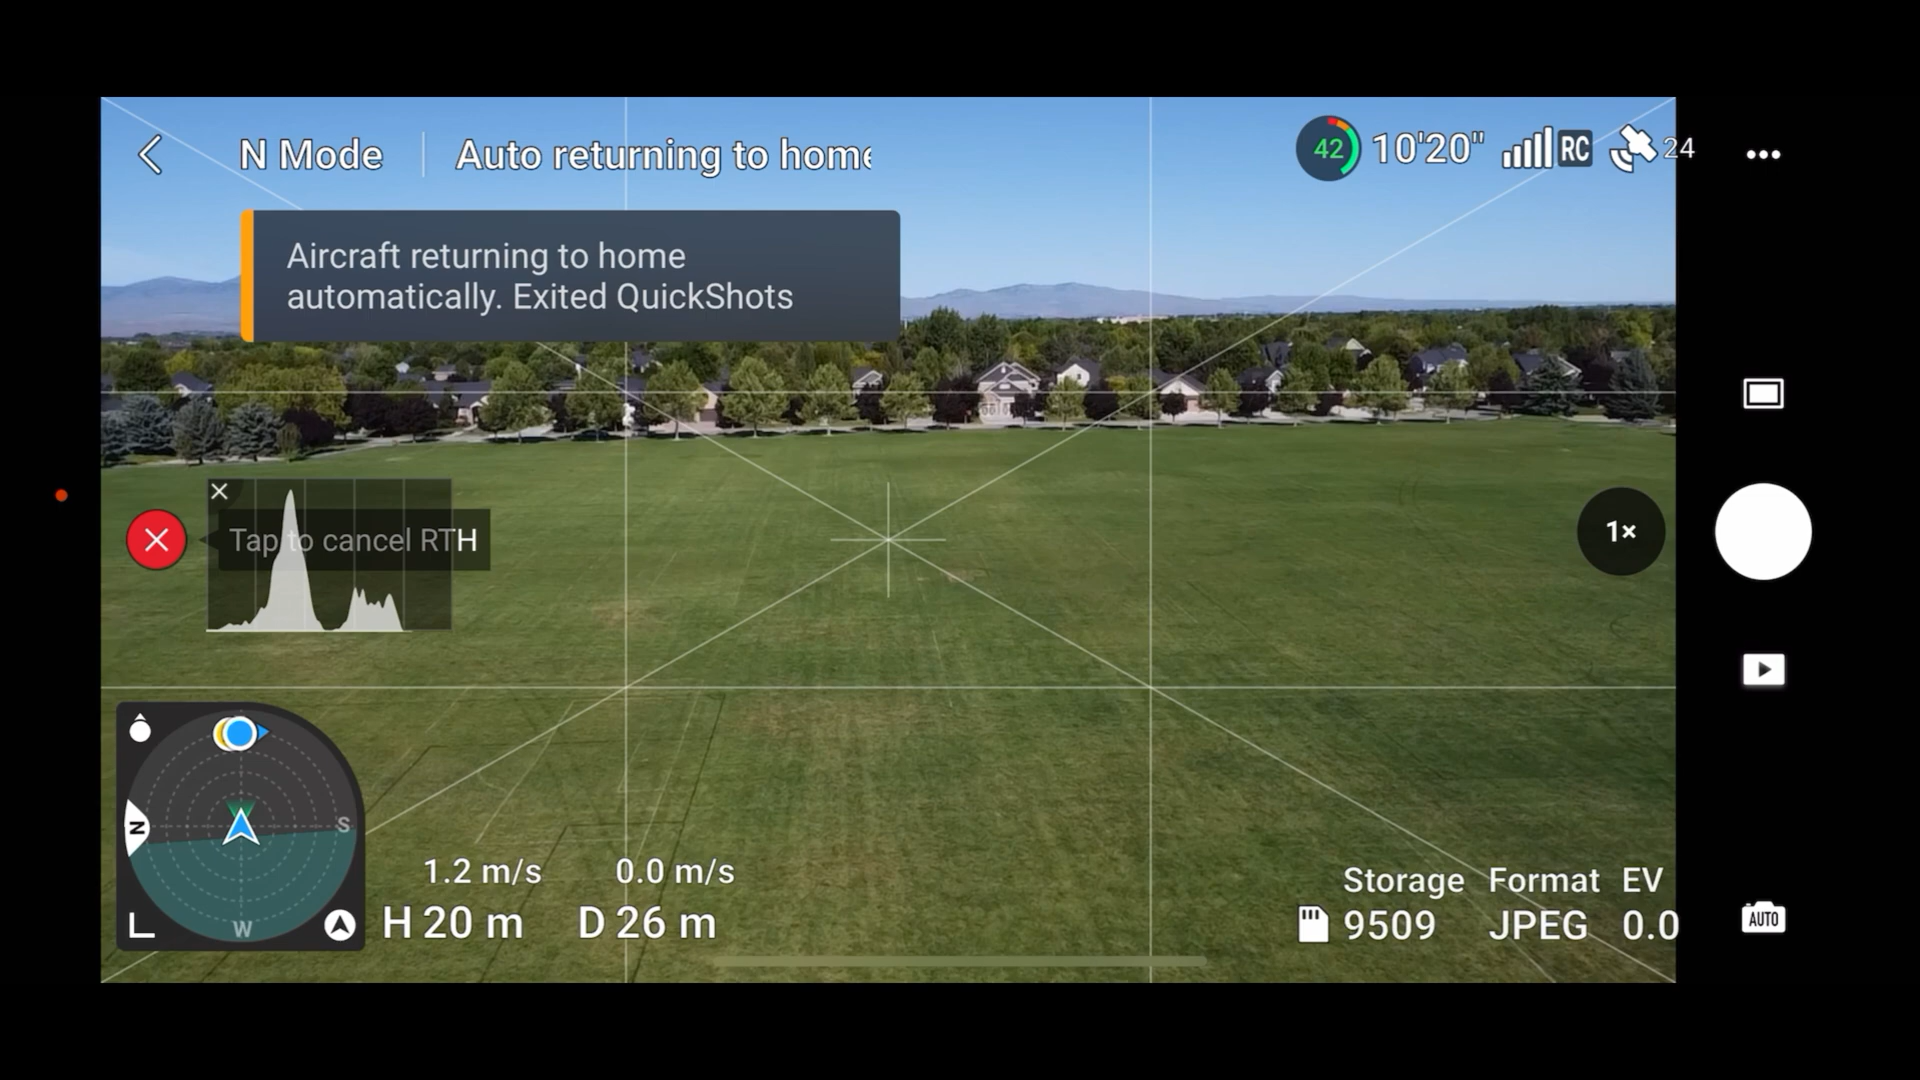 N Mode
Auto returning to home
42
10'20"
RC
24
Aircraft returning to home
automatically. Exited QuickShots
Tap to cancel RTH
1×
N
S
W
L
1.2 m/s
0.0 m/s
H 20 m
D 26 m
Storage
Format
EV
9509
JPEG
0.0
AUTO